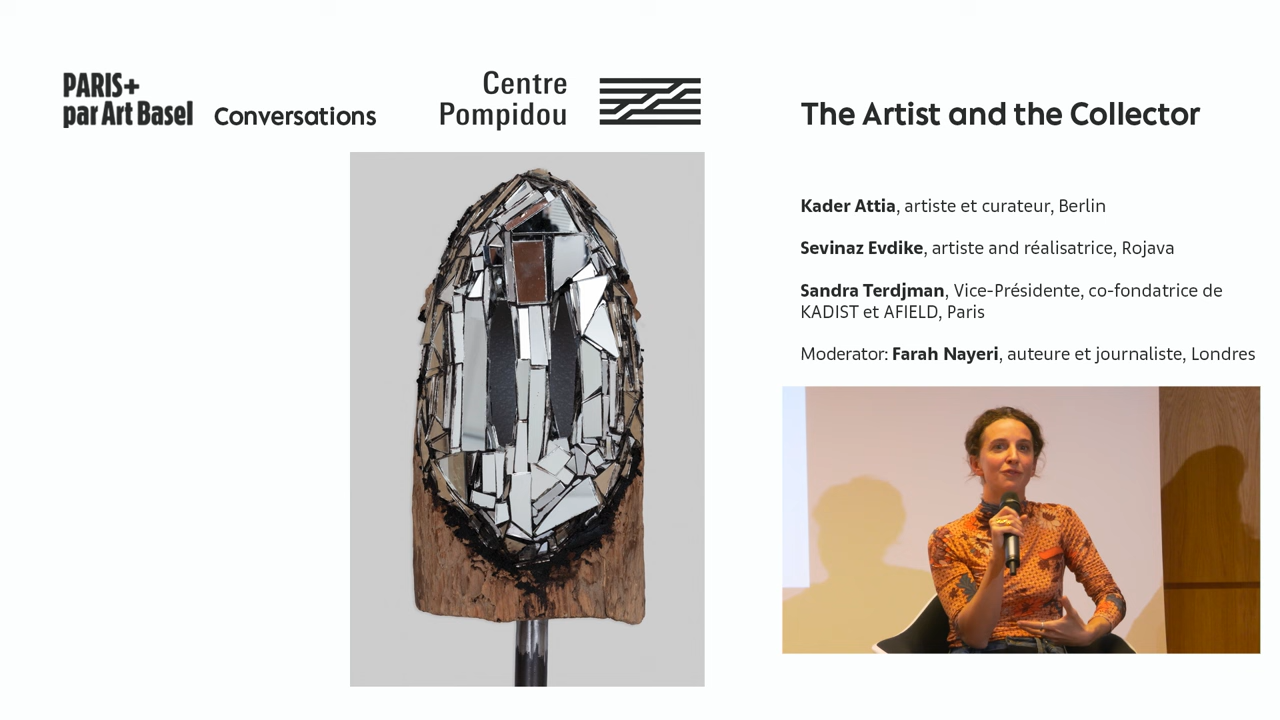 PARIS+
par Art Basel
Conversations
Centre
Pompidou
The Artist and the Collector
Kader Attia, artiste et curateur, Berlin
Sevinaz Evdike, artiste and réalisatrice, Rojava
Sandra Terdjman, Vice-Présidente, co-fondatrice de
KADIST et AFIELD, Paris
Moderator: Farah Nayeri, auteure et journaliste, Londres